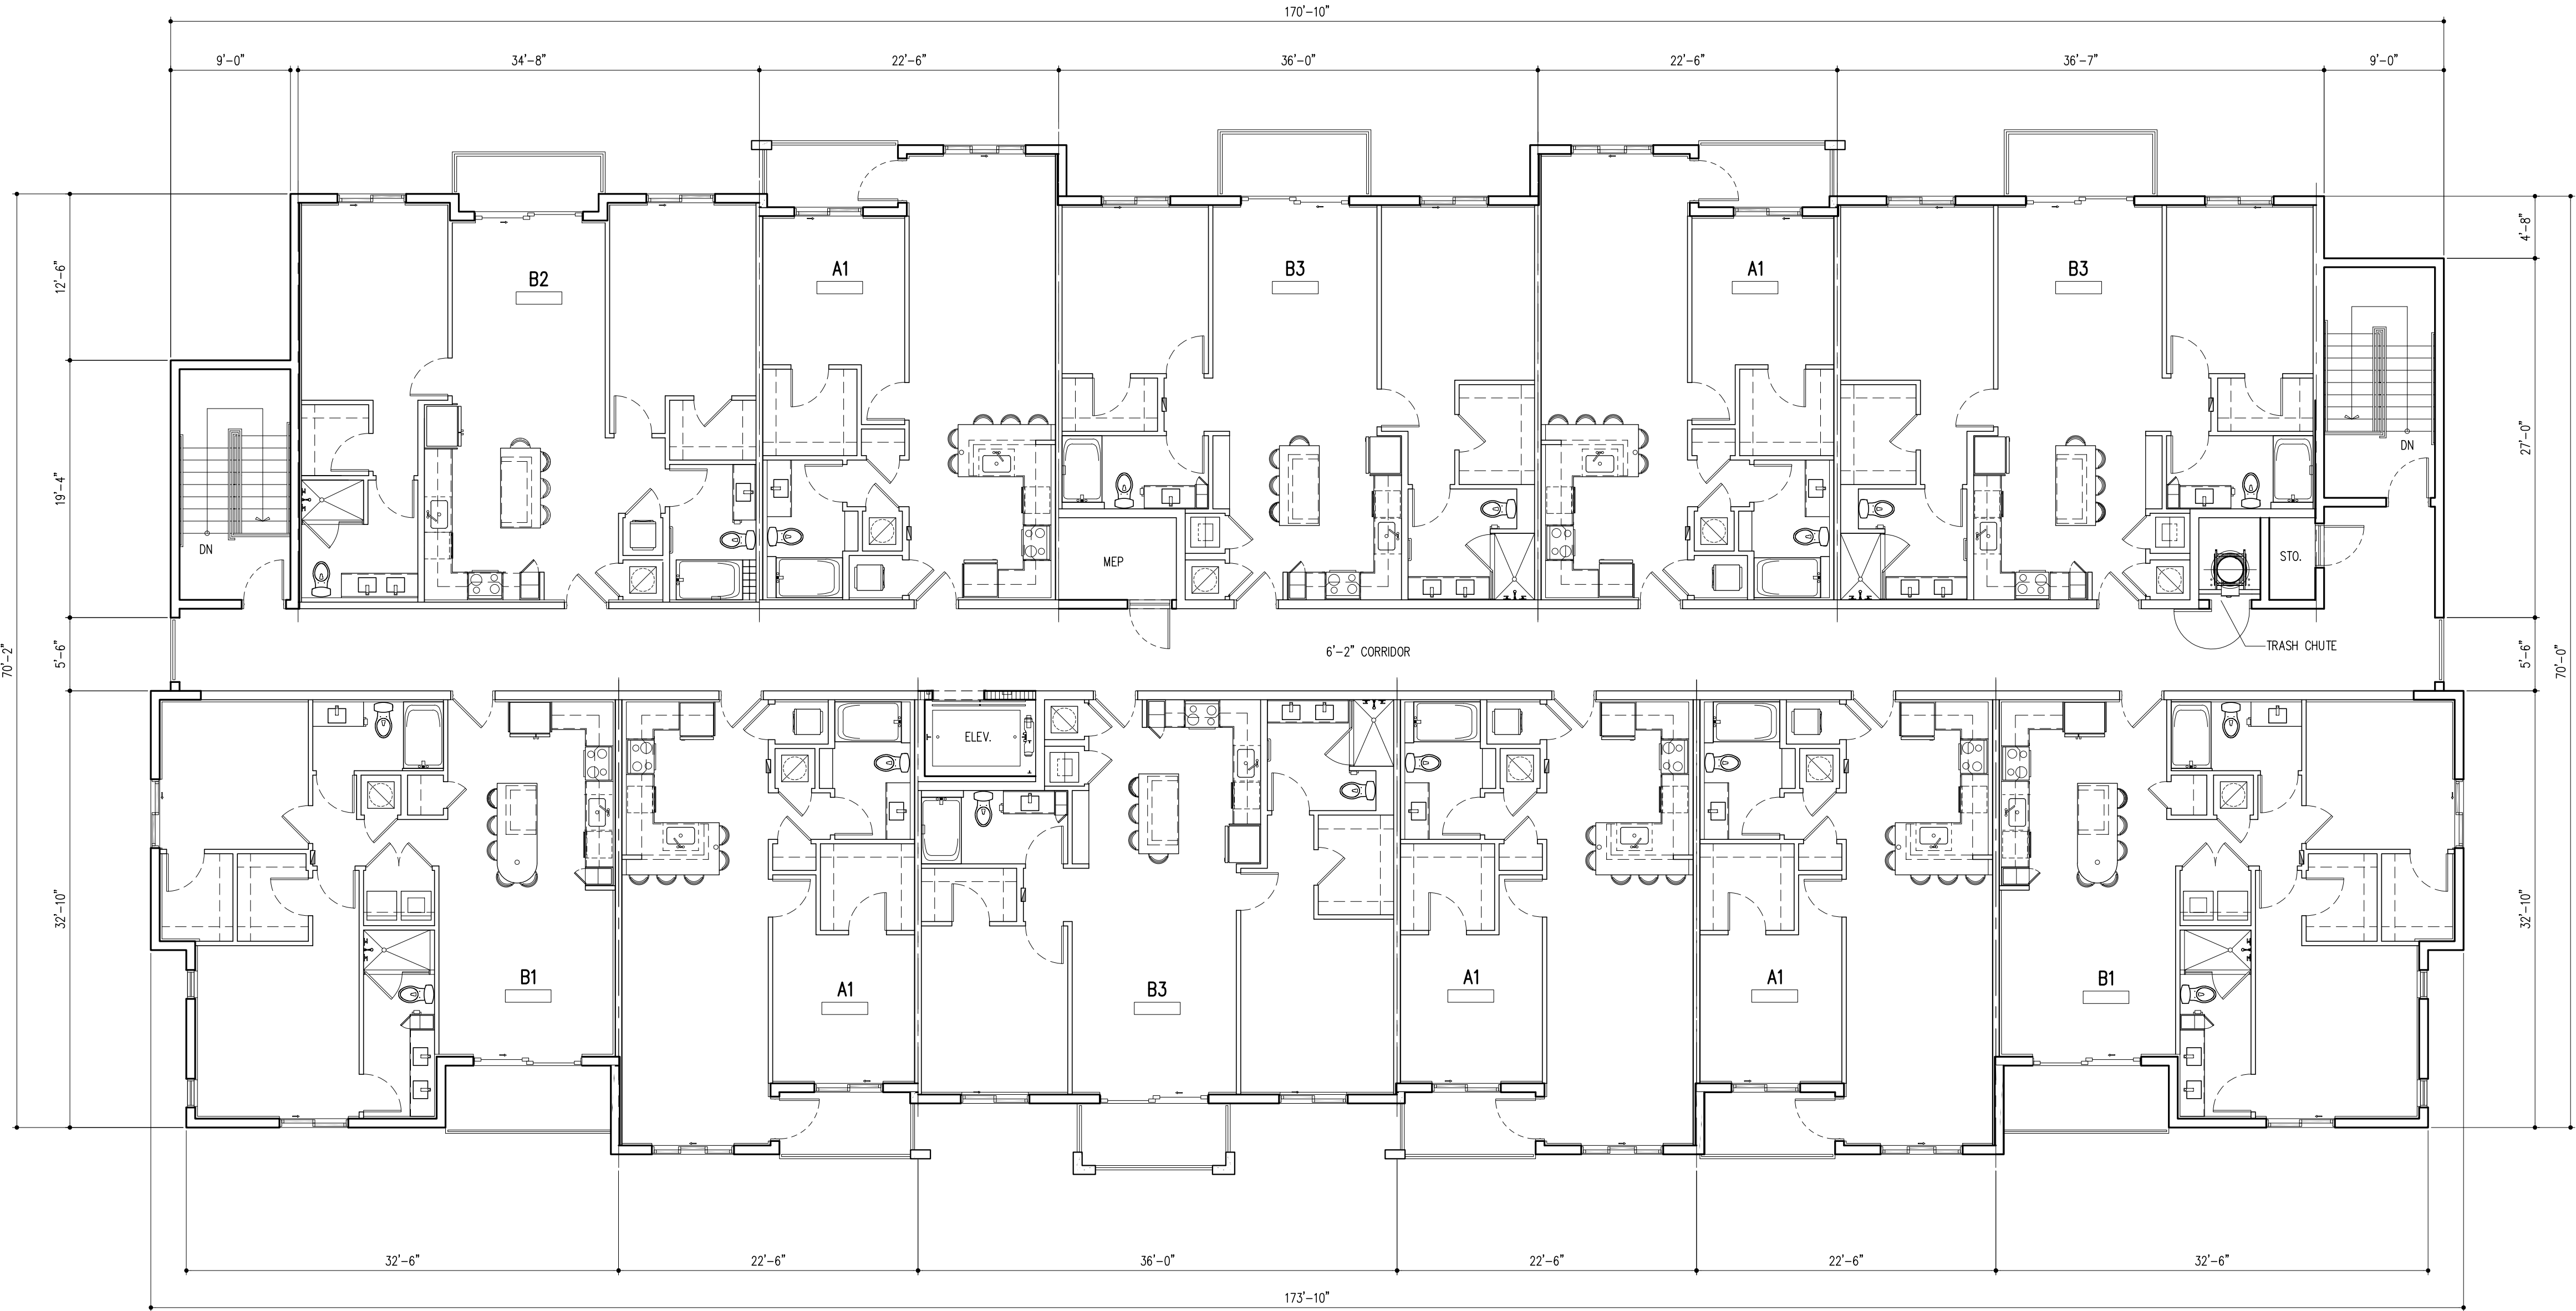 170'-10"
9'-0"
34'-8"
22'-6"
36'-0"
22'-6"
36'-7"
9'-0"
4'-8"
12'-6"
B2
A1
B3
A1
B3
27'-0"
DN
19'-4"
DN
MEP
STO.
TRASH CHUTE
6'-2" CORRIDOR
5'-6"
70'-2"
5'-6"
70'-0"
ELEV.
32'-10"
32'-10"
B1
A1
B3
A1
A1
B1
32'-6"
22'-6"
36'-0"
22'-6"
22'-6"
32'-6"
173'-10"